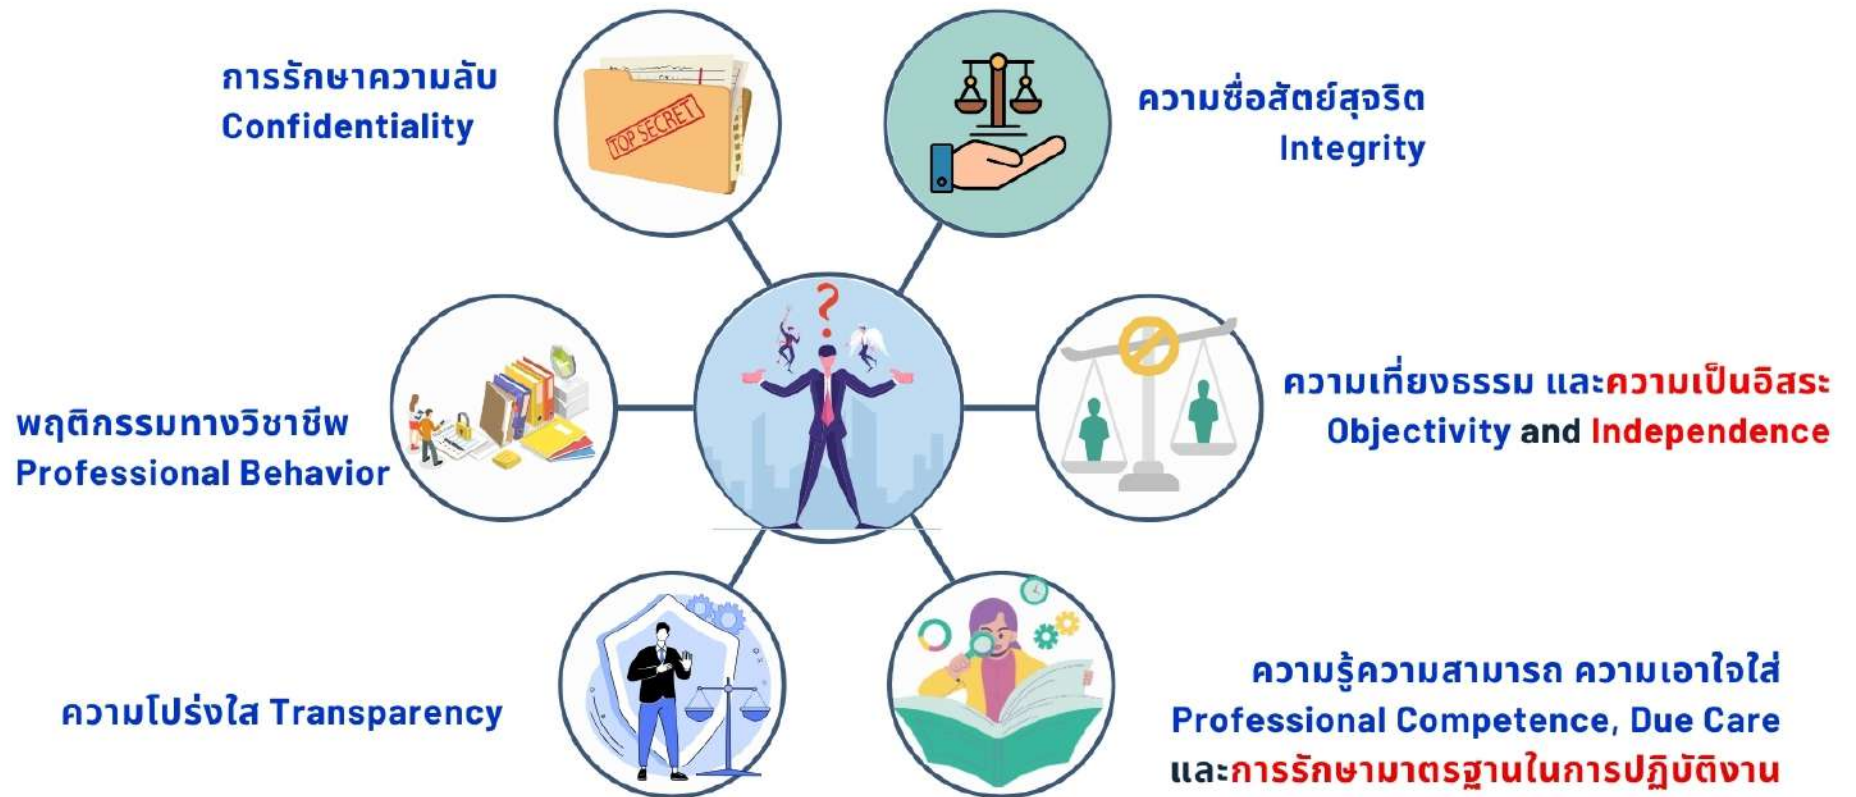 การรักษาความลับ
Confidentiality
TOP SECRET
ความซื่อสัตย์สุจริต
Integrity
?
ความเที่ยงธรรม และความเป็นอิสระ
Objectivity and Independence
พฤติกรรมทางวิชาชีพ
Professional Behavior
ความโปร่งใส Transparency
ความรู้ความสามารถ ความเอาใจใส่
Professional Competence, Due Care
และการรักษามาตรฐานในการปฏิบัติงาน